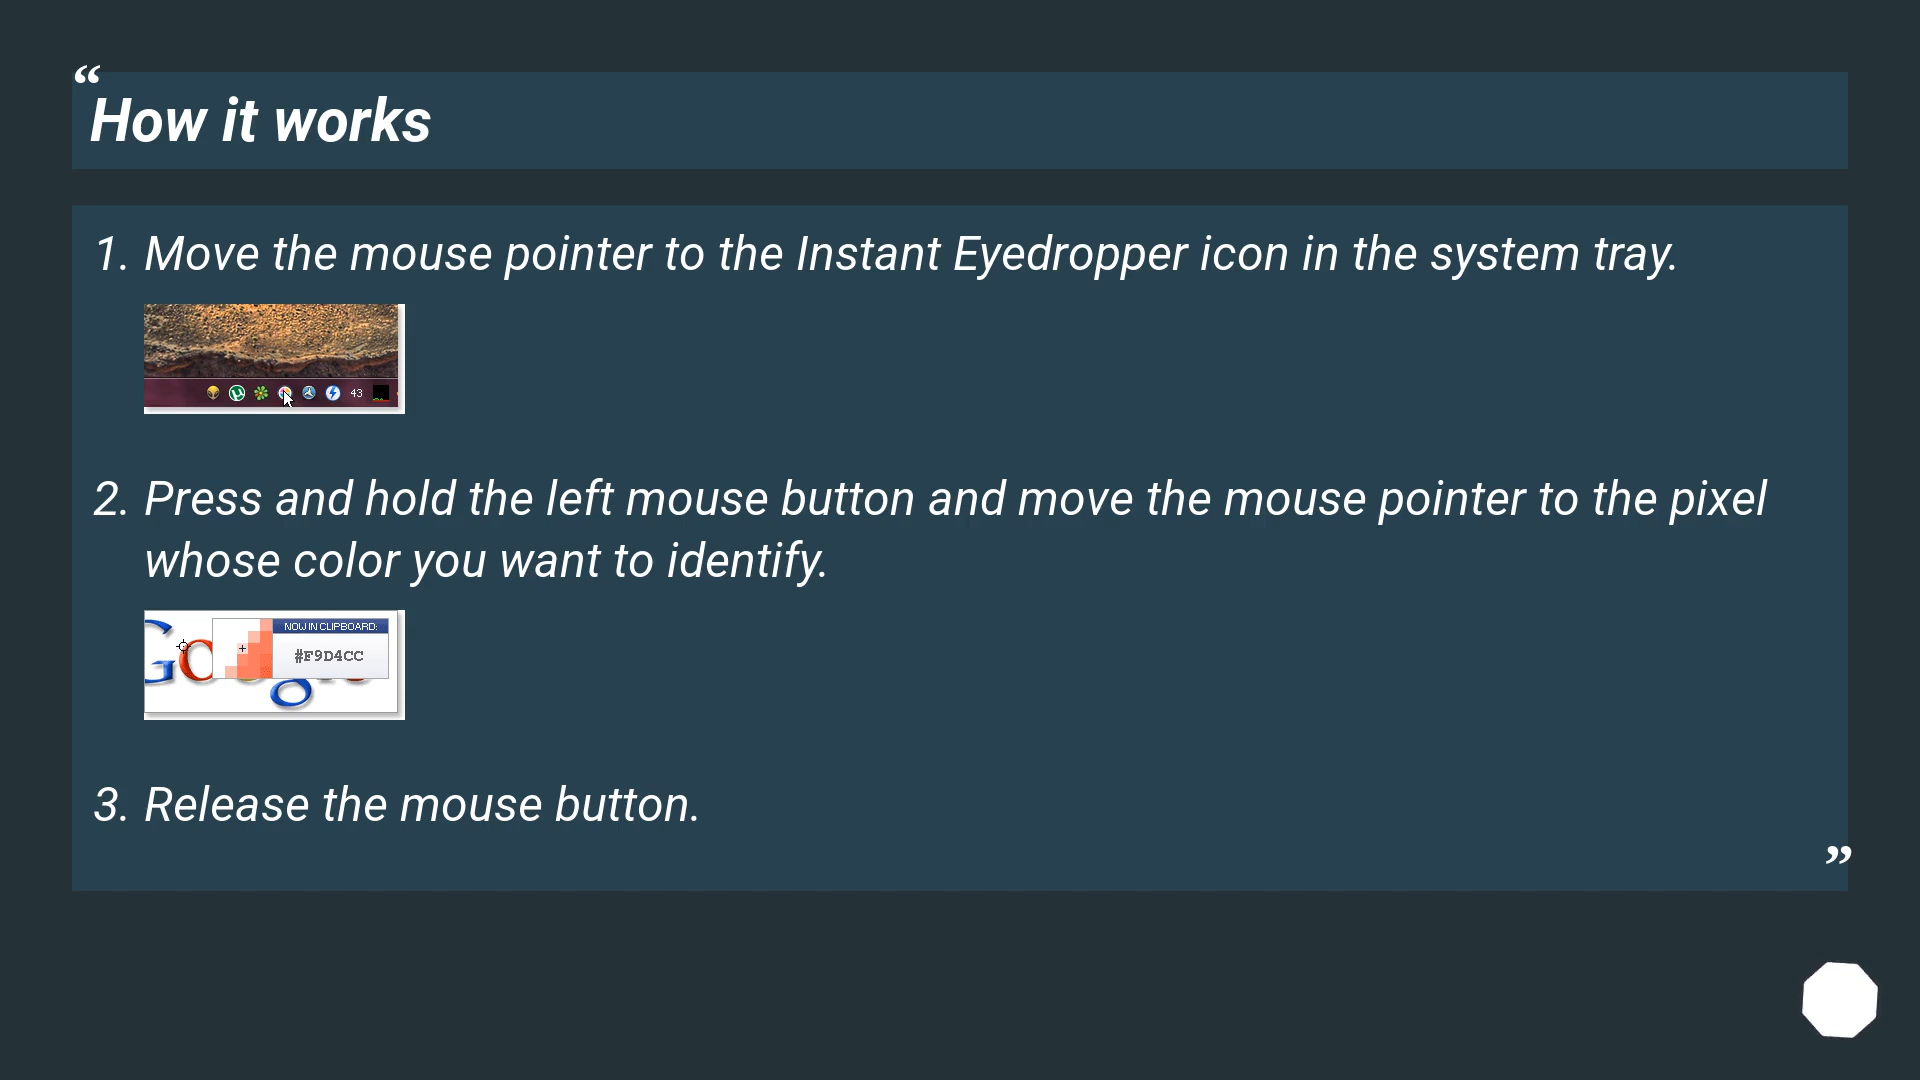 “
How it works
1. Move the mouse pointer to the Instant Eyedropper icon in the system tray.
43
2. Press and hold the left mouse button and move the mouse pointer to the pixel
whose color you want to identify.
NOW IN CLIPBOARD:
#F9D4CC
Go g
3. Release the mouse button.
”